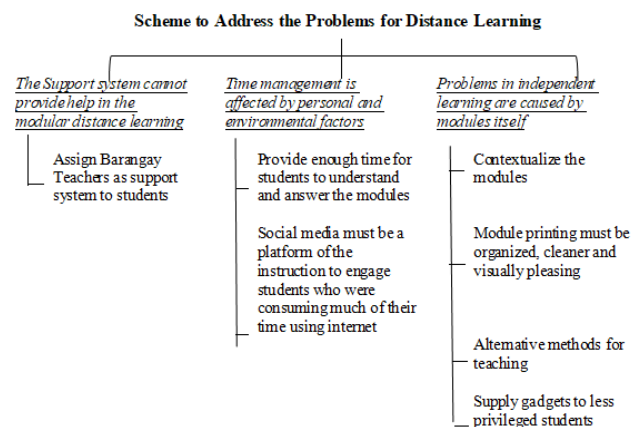 Scheme to Address the Problems for Distance Learning
The Support system cannot
provide help in the
modular distance learning
Assign Barangay
Teachers as support
system to students
Time management is
affected by personal and
environmental factors
Provide enough time for
students to understand
and answer the modules
Social media must be a
platform of the
instruction to engage
students who were
consuming much of their
time using internet
Problems in independent
learning are caused by
modules itself
Contextualize the
modules
Module printing must be
organized, cleaner and
visually pleasing
Alternative methods for
teaching
Supply gadgets to less
privileged students